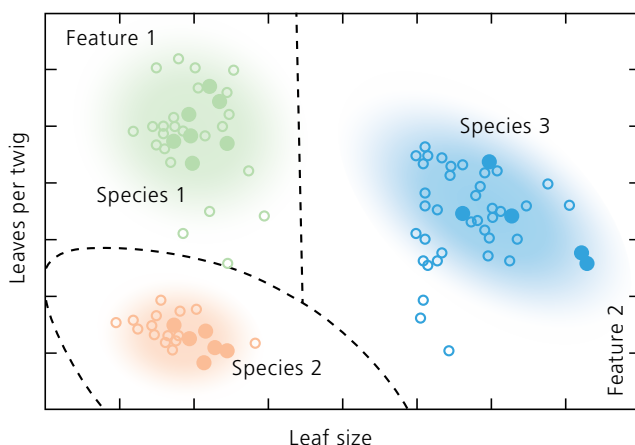 Feature 1
Species 3
Species 1
Leaves per twig
Species 2
Feature 2
Leaf size